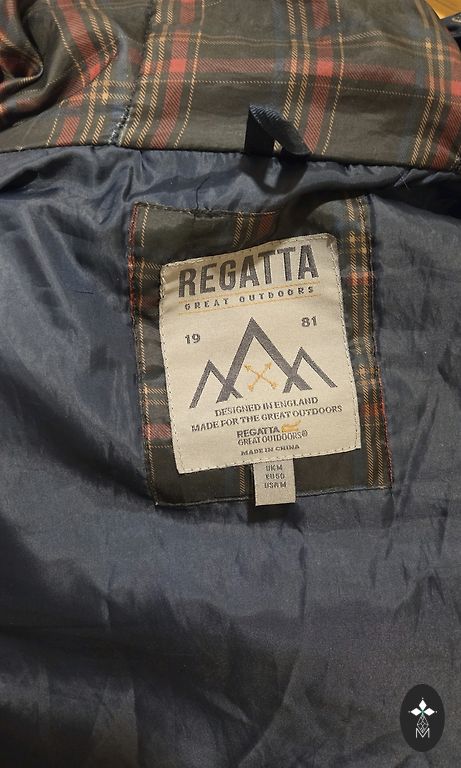 REGATTA
GREAT OUTDOORS
19 81
DESIGNED IN ENGLAND
MADE FOR THE GREAT OUTDOORS
REGATTA
GREAT OUTDOORS®
MADE IN CHINA
UK M
EU 50
USA M
M